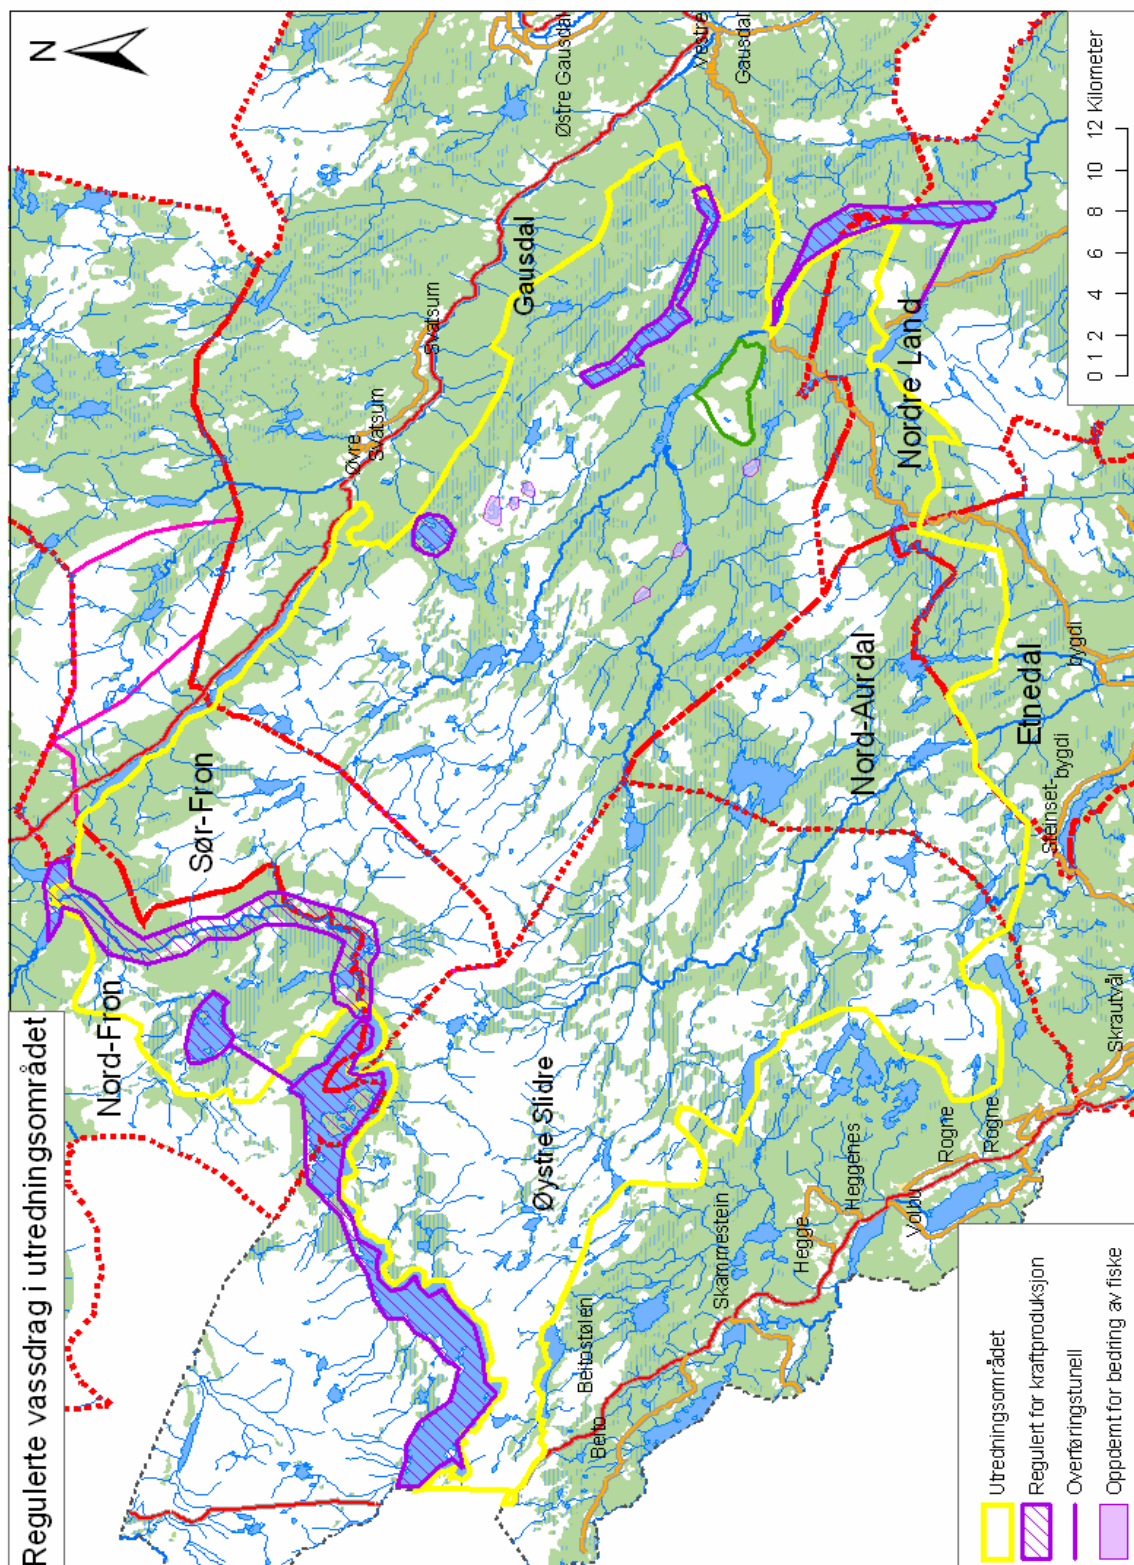 Regulerte vassdrag i utredningsområdet
N
Nord-Fron
Sør-Fron
Øvre
Svatsum
Svatsum
Gausdal
Østre Gausdal
Vestre
Gausdal
Øystre Slidre
Beito
Beitostølen
Skammestein
Hegge
Heggenes
Volbu
Rogne
Rogne
Skrautvål
Nord-Aurdal
Nordre Land
Etnedal
Steinset-
bygdi
bygdi
Utredningsområdet
Regulert for kraftproduksjon
Overføringstunell
Oppdemt for bedring av fiske
0 1 2 4 6 8 10 12 Kilometer